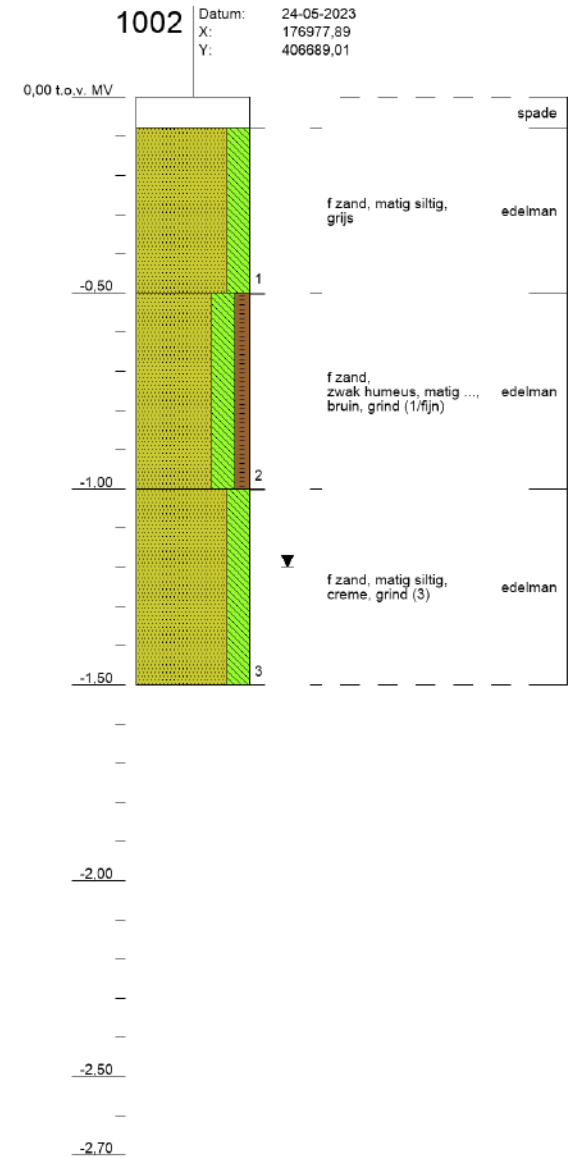 1002
Datum: 24-05-2023
X: 176977,89
Y: 406689,01
0,00 t.o.v. MV
spade
f zand, matig siltig,
grijs
edelman
1
-0,50
f zand,
zwak humeus, matig ...,
bruin, grind (1/fijn)
edelman
2
-1,00
f zand, matig siltig,
creme, grind (3)
edelman
3
-1,50
-2,00
-2,50
-2,70